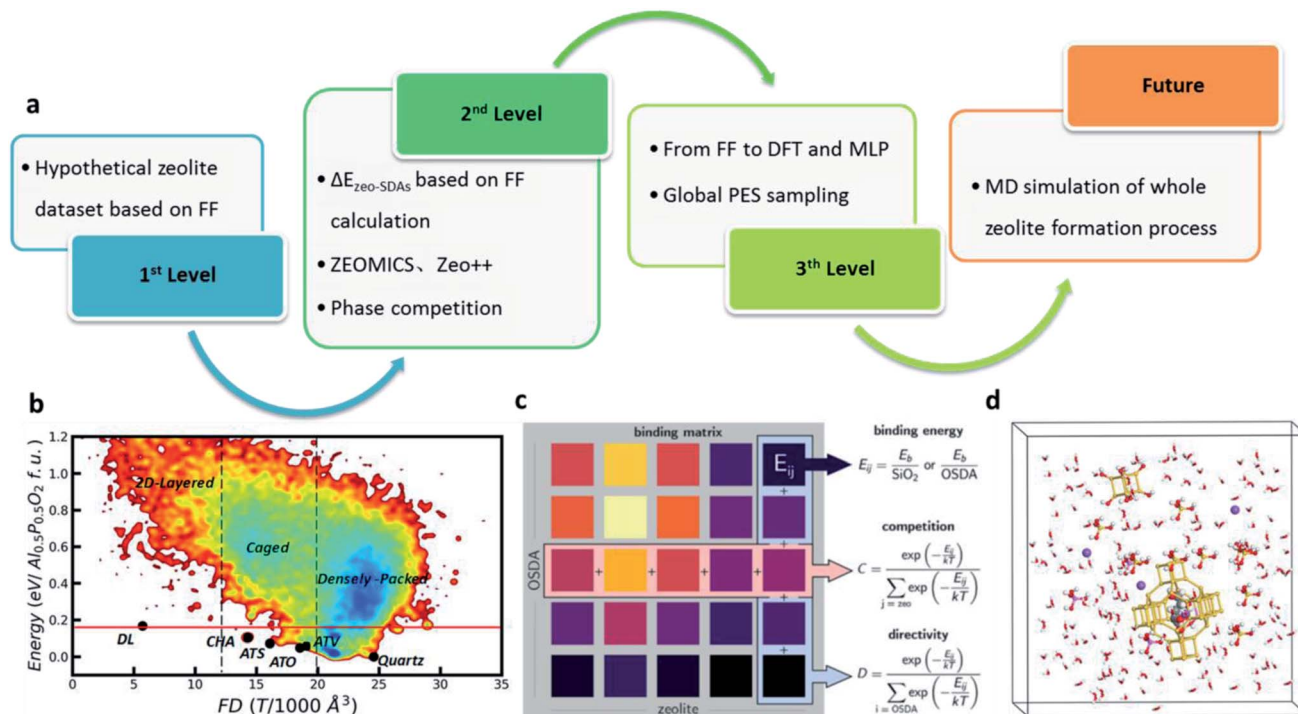 a
• Hypothetical zeolite
dataset based on FF
1st Level
2nd Level
• ΔEzeo-SDAs based on FF
calculation
• ZEOMICS、Zeo++
• Phase competition
• From FF to DFT and MLP
• Global PES sampling
3th Level
Future
• MD simulation of whole
zeolite formation process
b
Energy (eV/ Al0.5P0.5O2 f. u.)
1.2
1.0
0.8
0.6
0.4
0.2
0.0
2D-Layered
Caged
Densely-Packed
DL
CHA
ATS
ATO
ATV
Quartz
0 5 10 15 20 25 30 35
FD (T/1000 Å3)
c
binding matrix
OSDA
zeolite
Eij
+
+
+ + + +
+
+
binding energy
Eij = Eb/SiO2 or Eb/OSDA
competition
C = exp(−Eij/kT) / ∑j = zeo exp(−Eij/kT)
directivity
D = exp(−Eij/kT) / ∑i = OSDA exp(−Eij/kT)
d